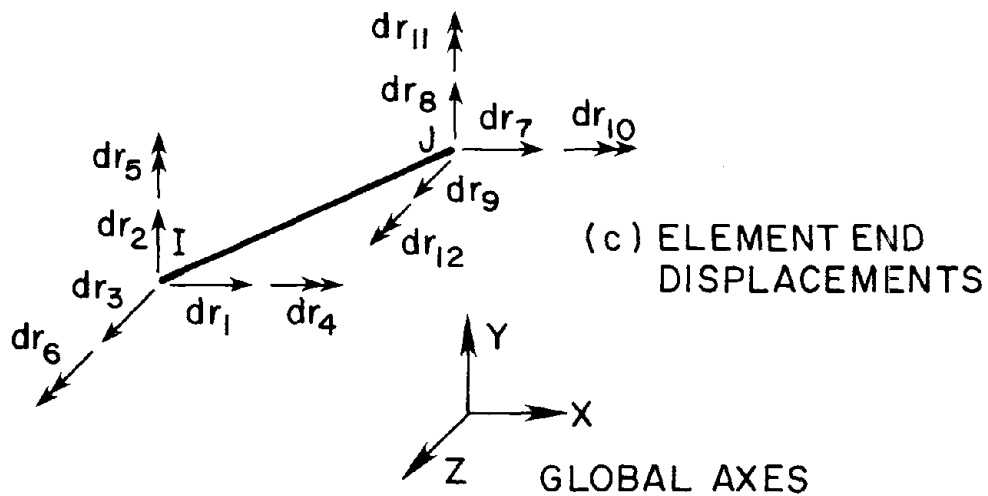 dr11
dr8
J
dr7
dr10
dr9
dr12
dr5
dr2
I
dr3
dr1
dr4
dr6
(c) ELEMENT END
DISPLACEMENTS
Y
X
Z
GLOBAL AXES